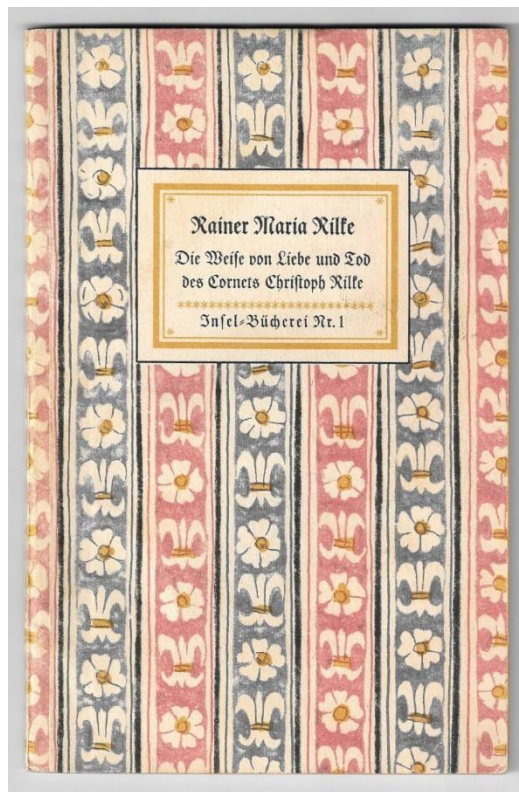 Rainer Maria Rilke
Die Weise von Liebe und Tod
des Cornets Christoph Rilke
Insel-Bücherei Nr. 1